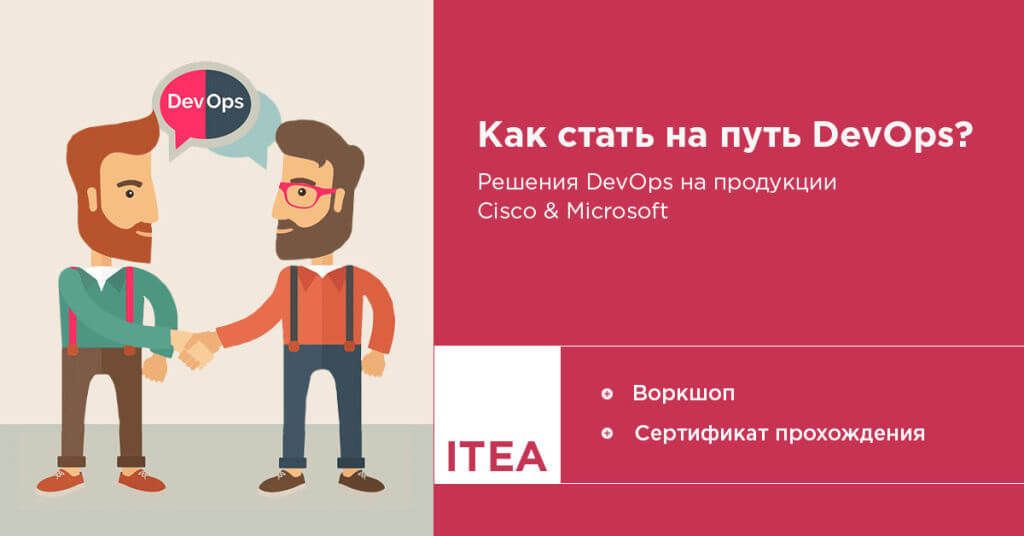 DevOps
Как стать на путь DevOps?
Решения DevOps на продукции
Cisco & Microsoft
ITEA
Воркшоп
Сертификат прохождения